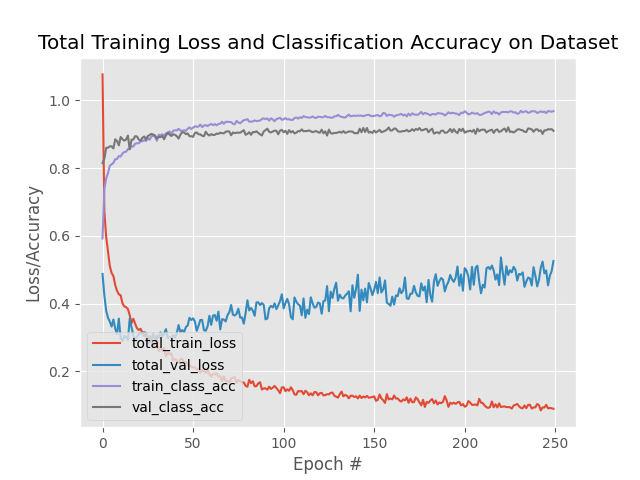 Total Training Loss and Classification Accuracy on Dataset
Loss/Accuracy
1.0
0.8
0.6
0.4
0.2
total_train_loss
total_val_loss
train_class_acc
val_class_acc
0
50
100
150
200
250
Epoch #